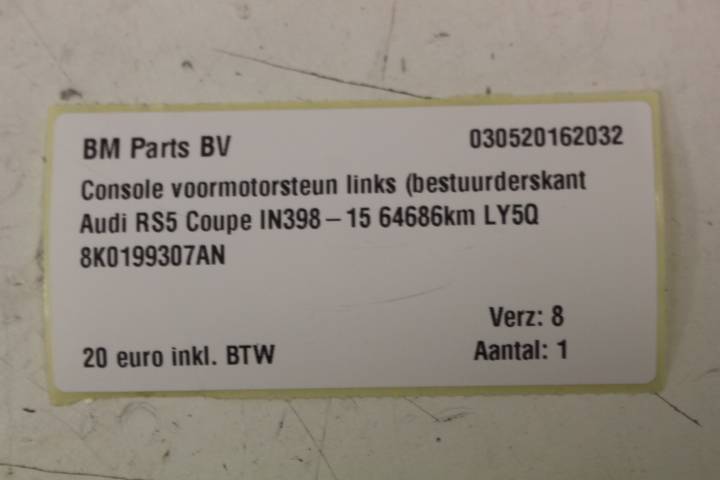 BM Parts BV 030520162032
Console voormotorsteun links (bestuurderskant
Audi RS5 Coupe IN398-15 64686km LY5Q
8K0199307AN
Verz: 8
20 euro inkl. BTW Aantal: 1